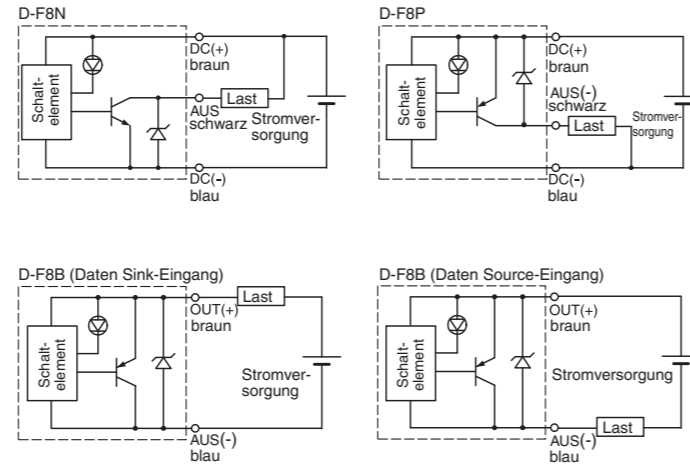 D-F8N
DC(+)
braun
Schalt-
element
Last
AUS
schwarz
Stromver-
sorgung
DC(-)
blau
D-F8P
DC(+)
braun
AUS(-)
schwarz
Schalt-
element
Last
Stromver-
sorgung
DC(-)
blau
D-F8B (Daten Sink-Eingang)
OUT(+)
braun
Last
Schalt-
element
Stromver-
sorgung
AUS(-)
blau
D-F8B (Daten Source-Eingang)
OUT(+)
braun
Schalt-
element
Stromversorgung
Last
AUS(-)
blau